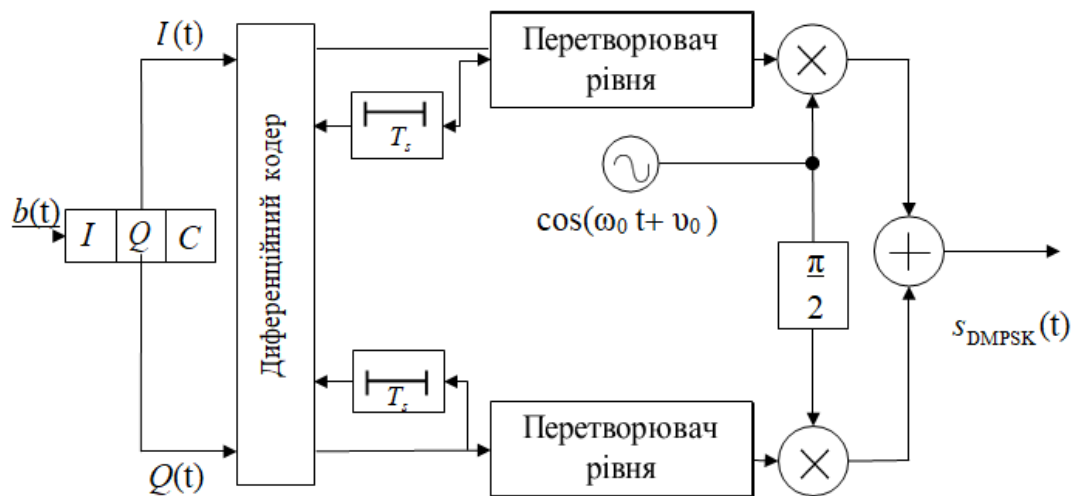 I(t)
Перетворювач
рівня
T_s
Диференційний кодер
b(t)
I Q C
cos(ω₀ t+ υ₀ )
π
2
s_DMPSK(t)
T_s
Перетворювач
рівня
Q(t)